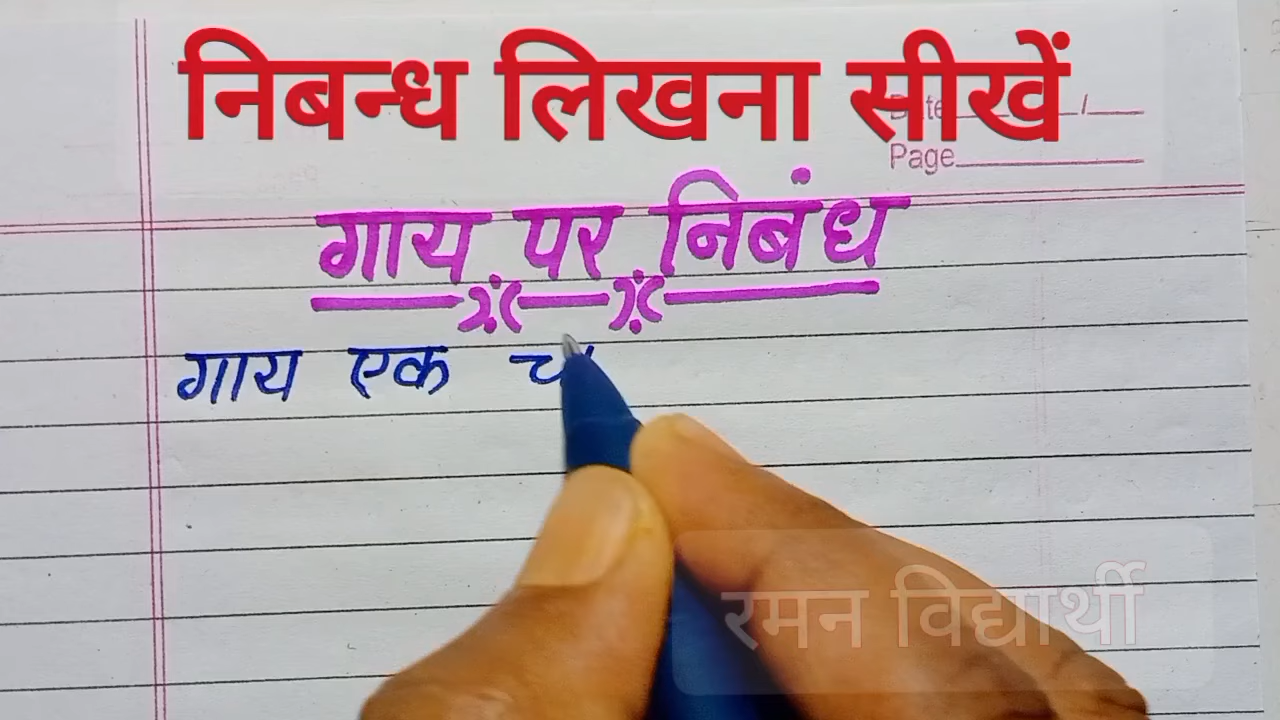 निबन्ध लिखना सीखें
Date
Page
गाय पर निबंध
गाय एक
रमन विद्यार्थी